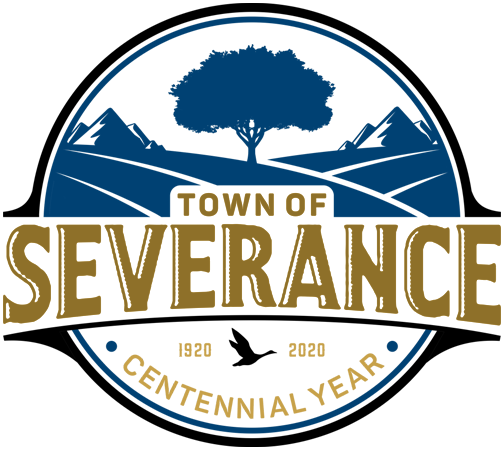 TOWN OF
SEVERANCE
1920 2020
CENTENNIAL YEAR